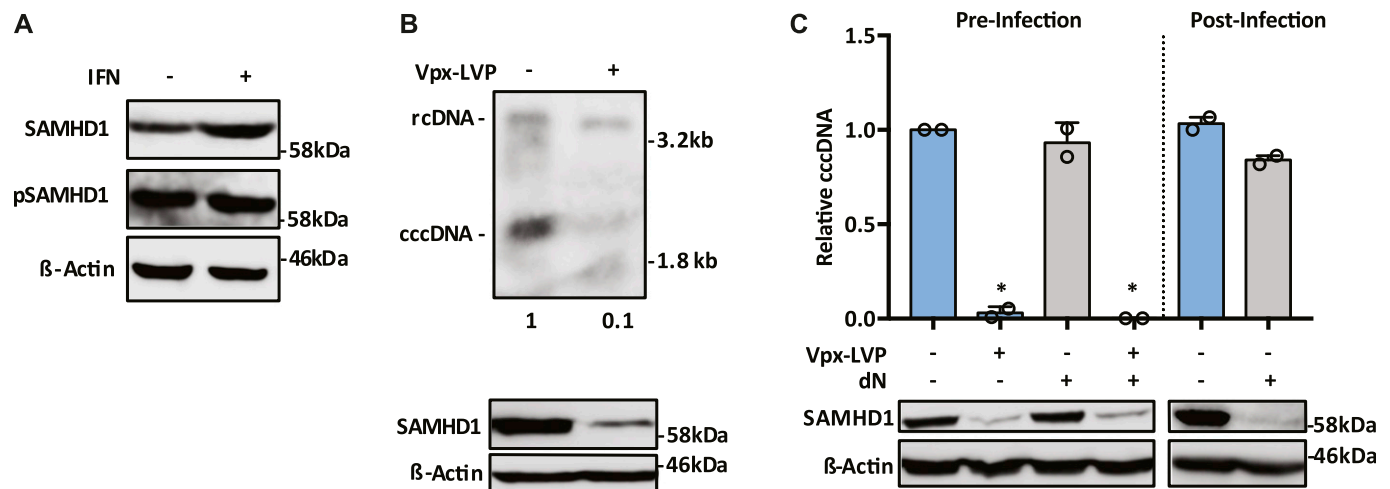 A
IFN - +
SAMHD1
-58kDa
pSAMHD1
-58kDa
ß-Actin
-46kDa
B
Vpx-LVP - +
rcDNA -
-3.2kb
cccDNA -
-1.8 kb
1 0.1
SAMHD1
-58kDa
ß-Actin
-46kDa
C
Pre-Infection Post-Infection
Relative cccDNA
1.5
1.0
0.5
0.0
* *
Vpx-LVP - + - + - -
dN - - + + - +
SAMHD1
-58kDa
ß-Actin
-46kDa